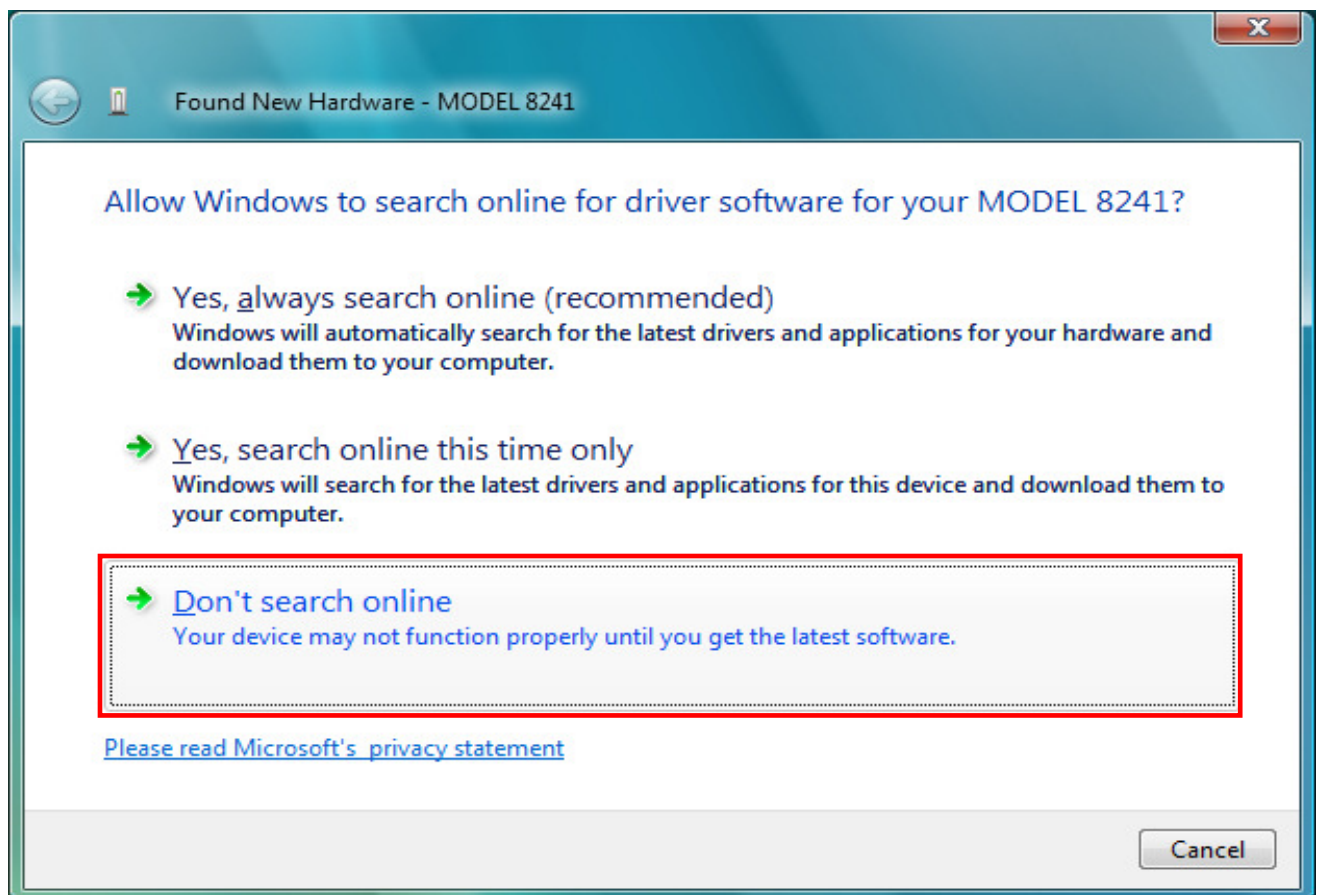 Found New Hardware - MODEL 8241
Allow Windows to search online for driver software for your MODEL 8241?
Yes, always search online (recommended)
Windows will automatically search for the latest drivers and applications for your hardware and
download them to your computer.
Yes, search online this time only
Windows will search for the latest drivers and applications for this device and download them to
your computer.
Don't search online
Your device may not function properly until you get the latest software.
Please read Microsoft's privacy statement
Cancel